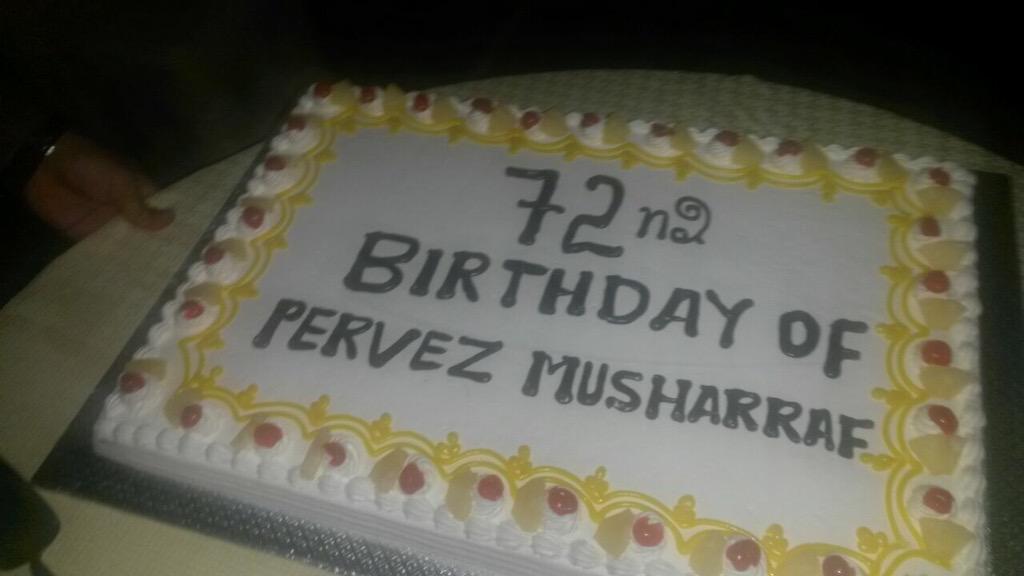 72nd
BIRTHDAY OF
PERVEZ MUSHARRAF